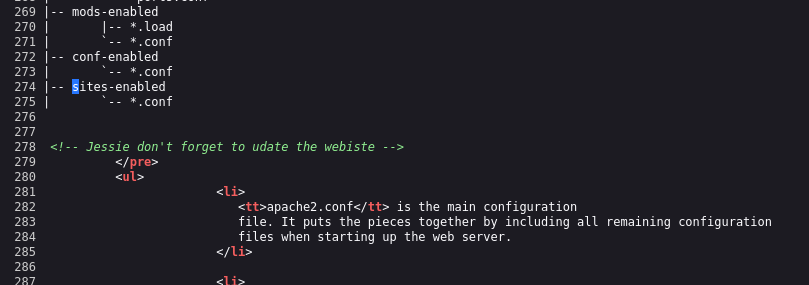 269 |-- mods-enabled
270 |       |-- *.load
271 |       `-- *.conf
272 |-- conf-enabled
273 |       `-- *.conf
274 |-- sites-enabled
275 |       `-- *.conf
276
277
278 <!-- Jessie don't forget to udate the webiste -->
279          </pre>
280          <ul>
281                        <li>
282                           <tt>apache2.conf</tt> is the main configuration
283                           file. It puts the pieces together by including all remaining configuration
284                           files when starting up the web server.
285                        </li>
286
287                        <li>